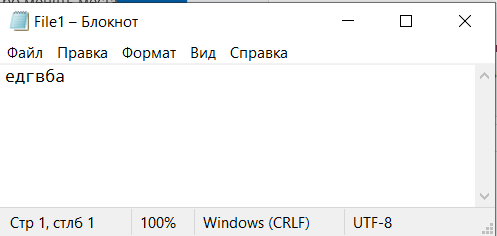 File1 – Блокнот
Файл Правка Формат Вид Справка
едгвба
Стр 1, стлб 1 100% Windows (CRLF) UTF-8